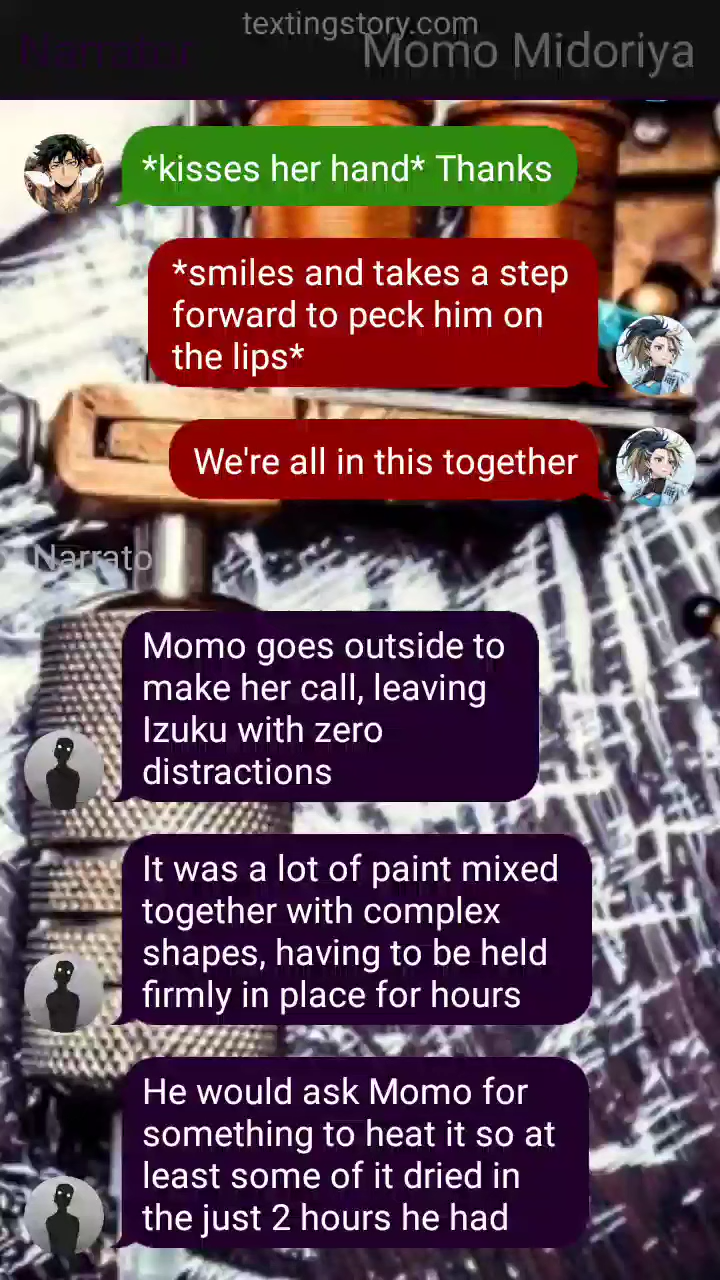 textingstory.com
Narrator Momo Midoriya
*kisses her hand* Thanks
*smiles and takes a step
forward to peck him on
the lips*
We're all in this together
Narrato
Momo goes outside to
make her call, leaving
Izuku with zero
distractions
It was a lot of paint mixed
together with complex
shapes, having to be held
firmly in place for hours
He would ask Momo for
something to heat it so at
least some of it dried in
the just 2 hours he had